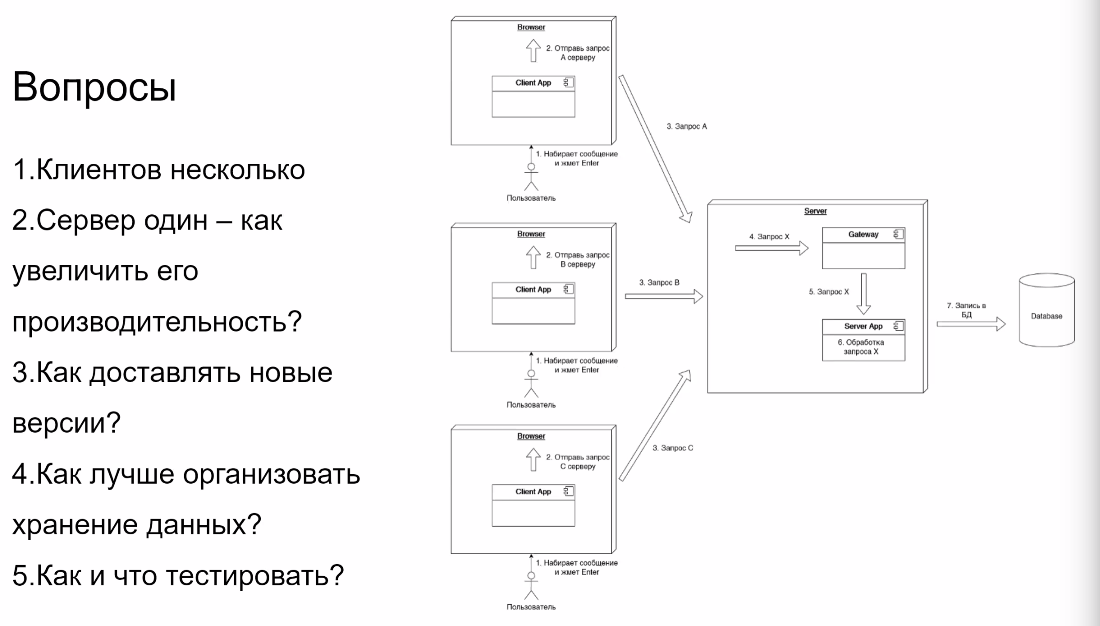 Вопросы
1.Клиентов несколько
2.Сервер один – как
увеличить его
производительность?
3.Как доставлять новые
версии?
4.Как лучше организовать
хранение данных?
5.Как и что тестировать?
Browser
2. Отправь запрос
А серверу
Client App
1. Набирает сообщение
и жмет Enter
Пользователь
3. Запрос А
Browser
2. Отправь запрос
В серверу
Client App
1. Набирает сообщение
и жмет Enter
Пользователь
3. Запрос В
Browser
2. Отправь запрос
С серверу
Client App
1. Набирает сообщение
и жмет Enter
Пользователь
3. Запрос С
Server
4. Запрос X
Gateway
5. Запрос X
Server App
6. Обработка
запроса X
7. Запись в
БД
Database